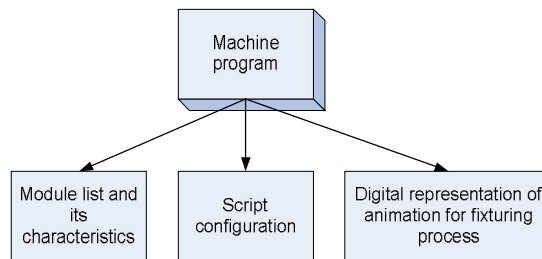 Machine
program
Module list and
its
characteristics
Script
configuration
Digital representation of
animation for fixturing
process